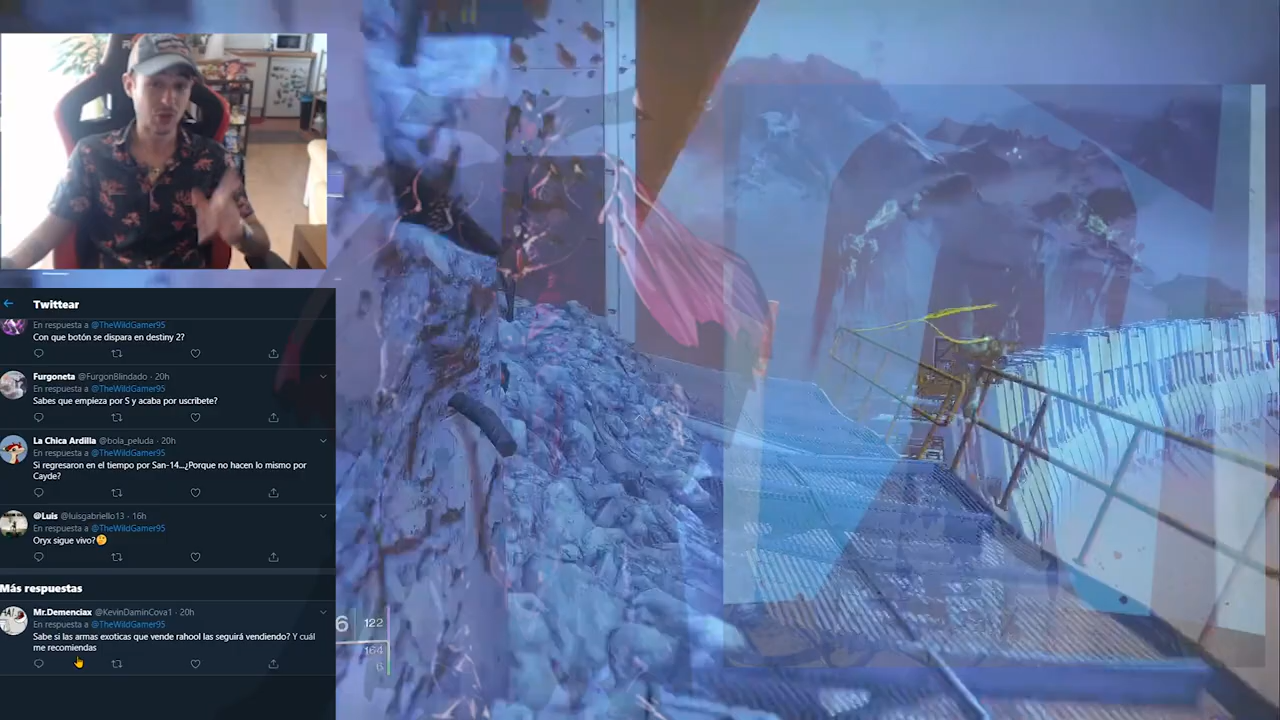 Twittear
En respuesta a @TheWildGamer95
Con que botón se dispara en destiny 2?
Furgoneta @FurgonBlindado · 20h
En respuesta a @TheWildGamer95
Sabes que empieza por S y acaba por uscribete?
La Chica Ardilla @bola_peluda · 20h
En respuesta a @TheWildGamer95
Si regresaron en el tiempo por San-14...¿Porque no hacen lo mismo por
Cayde?
@Luis @luisgabriello13 · 16h
En respuesta a @TheWildGamer95
Oryx sigue vivo?🤔
Más respuestas
Mr.Demenciax @KevinDaminCova1 · 20h
En respuesta a @TheWildGamer95
Sabe si las armas exoticas que vende rahool las seguirá vendiendo? Y cuál
me recomiendas
6 122
164
6